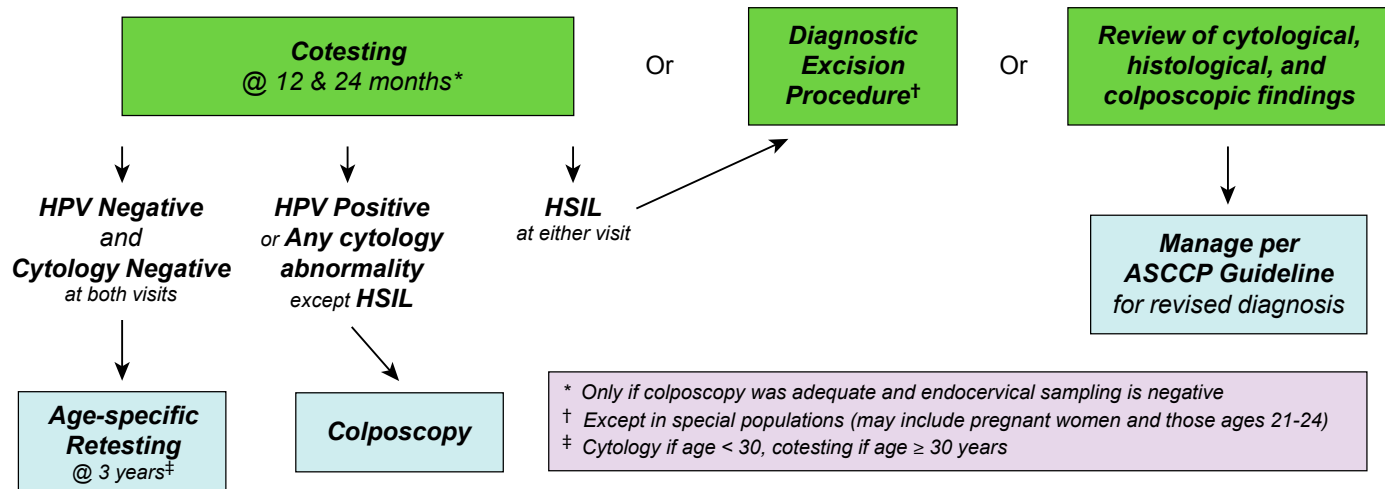 Cotesting
@ 12 & 24 months*
Or
Diagnostic
Excision
Procedure†
Or
Review of cytological,
histological, and
colposcopic findings
HPV Negative
and
Cytology Negative
at both visits
HPV Positive
or Any cytology
abnormality
except HSIL
HSIL
at either visit
Manage per
ASCCP Guideline
for revised diagnosis
Age-specific
Retesting
@ 3 years‡
Colposcopy
* Only if colposcopy was adequate and endocervical sampling is negative
† Except in special populations (may include pregnant women and those ages 21-24)
‡ Cytology if age < 30, cotesting if age ≥ 30 years